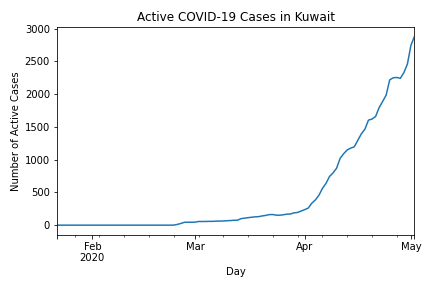 Active COVID-19 Cases in Kuwait
Number of Active Cases
3000
2500
2000
1500
1000
500
0
Feb Mar Apr May
2020
Day